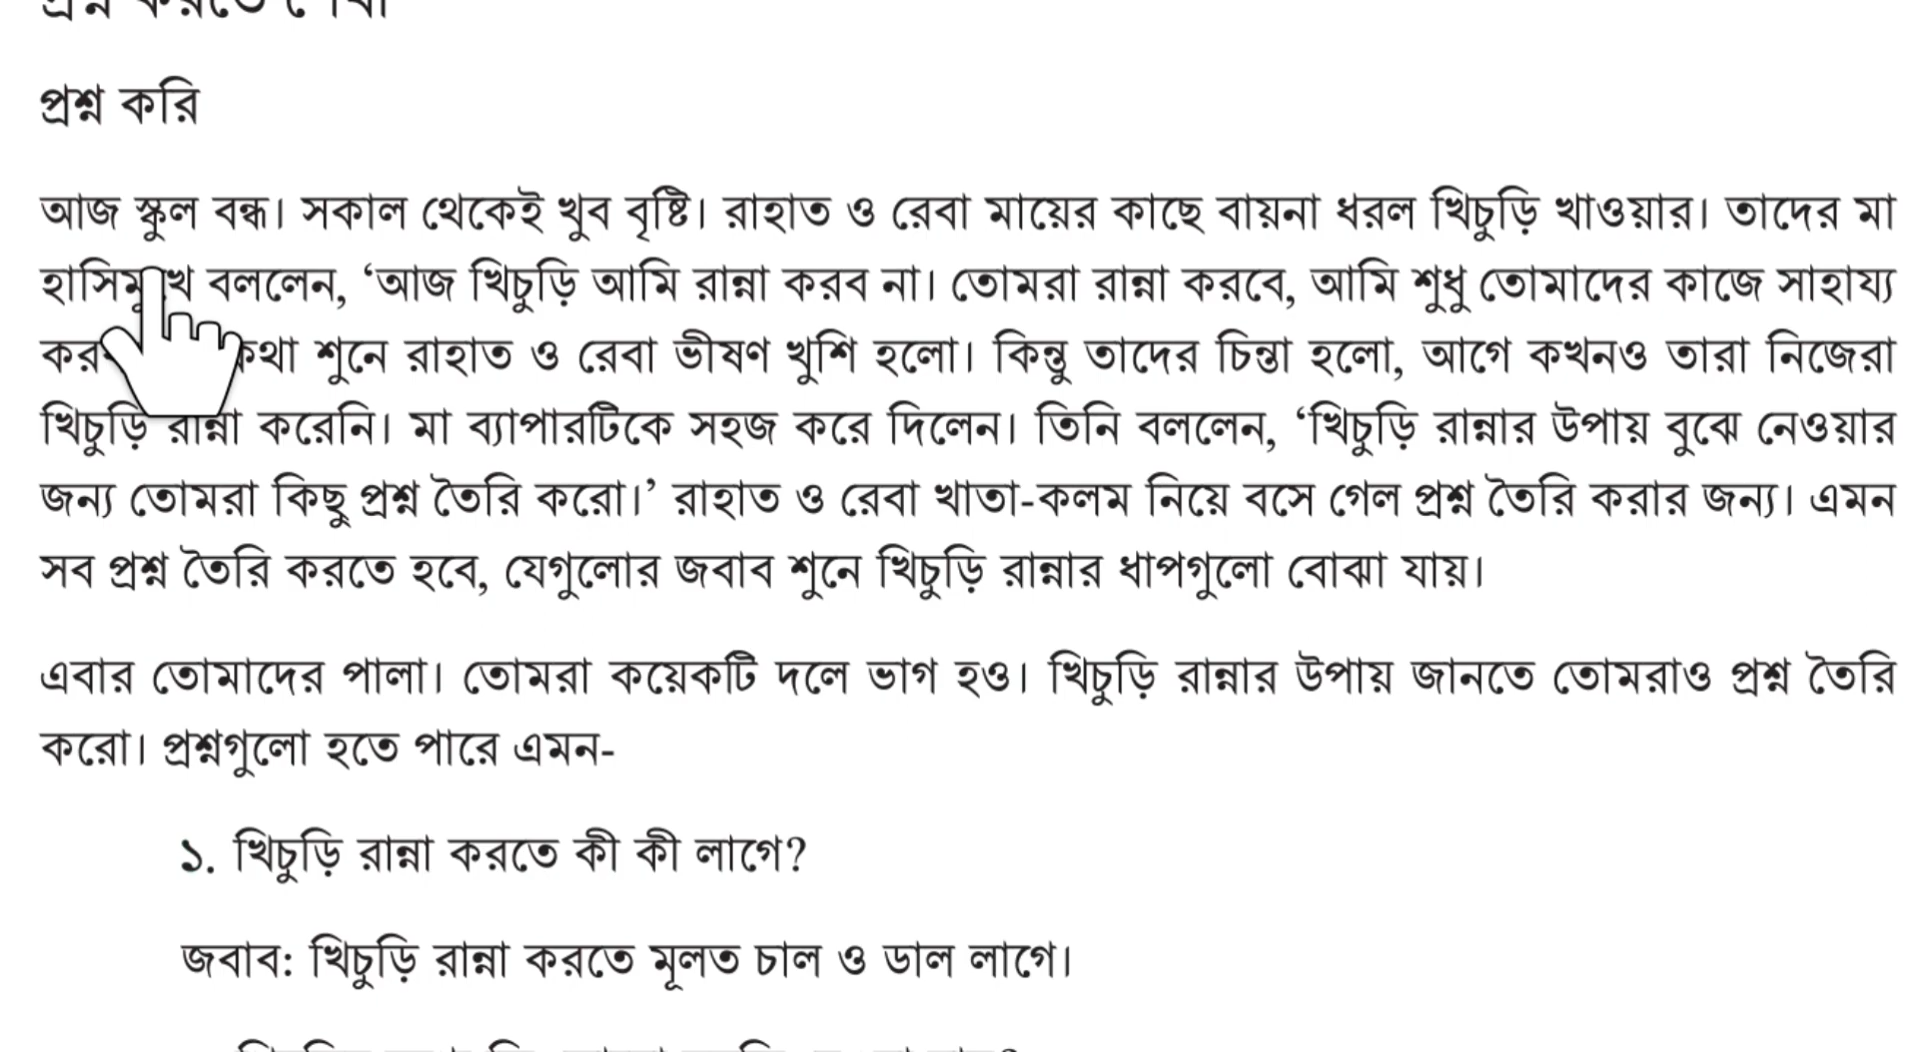 প্রশ্ন করতে শেখা
প্রশ্ন করি
আজ স্কুল বন্ধ। সকাল থেকেই খুব বৃষ্টি। রাহাত ও রেবা মায়ের কাছে বায়না ধরল খিচুড়ি খাওয়ার। তাদের মা
হাসিমুখে বললেন, ‘আজ খিচুড়ি আমি রান্না করব না। তোমরা রান্না করবে, আমি শুধু তোমাদের কাজে সাহায্য
কথা শুনে রাহাত ও রেবা ভীষণ খুশি হলো। কিন্তু তাদের চিন্তা হলো, আগে কখনও তারা নিজেরা
খিচুড়ি রান্না করেনি। মা ব্যাপারটিকে সহজ করে দিলেন। তিনি বললেন, ‘খিচুড়ি রান্নার উপায় বুঝে নেওয়ার
জন্য তোমরা কিছু প্রশ্ন তৈরি করো।’ রাহাত ও রেবা খাতা-কলম নিয়ে বসে গেল প্রশ্ন তৈরি করার জন্য। এমন
সব প্রশ্ন তৈরি করতে হবে, যেগুলোর জবাব শুনে খিচুড়ি রান্নার ধাপগুলো বোঝা যায়।
এবার তোমাদের পালা। তোমরা কয়েকটি দলে ভাগ হও। খিচুড়ি রান্নার উপায় জানতে তোমরাও প্রশ্ন তৈরি
করো। প্রশ্নগুলো হতে পারে এমন-
১. খিচুড়ি রান্না করতে কী কী লাগে?
জবাব: খিচুড়ি রান্না করতে মূলত চাল ও ডাল লাগে।